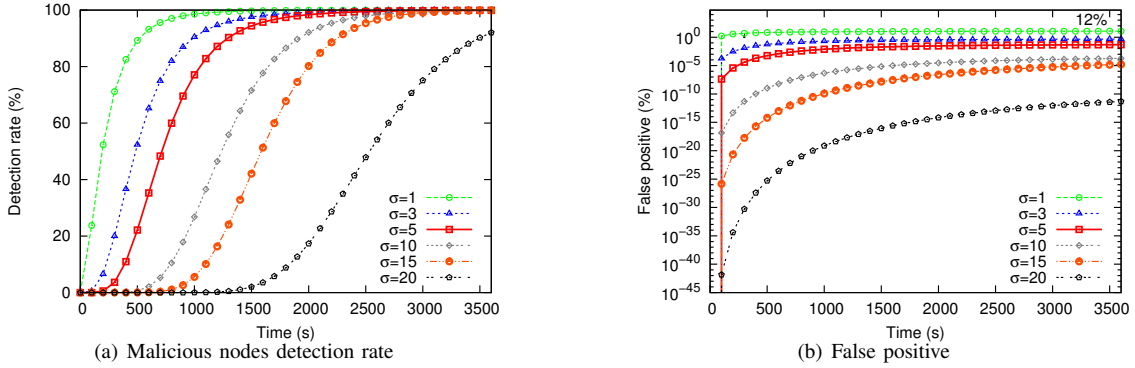 100
80
60
40
20
0
Detection rate (%)
σ=1
σ=3
σ=5
σ=10
σ=15
σ=20
0 500 1000 1500 2000 2500 3000 3500
Time (s)
(a) Malicious nodes detection rate
12%
10^0
10^-5
10^-10
10^-15
10^-20
10^-25
10^-30
10^-35
10^-40
10^-45
False positive (%)
σ=1
σ=3
σ=5
σ=10
σ=15
σ=20
0 500 1000 1500 2000 2500 3000 3500
Time (s)
(b) False positive